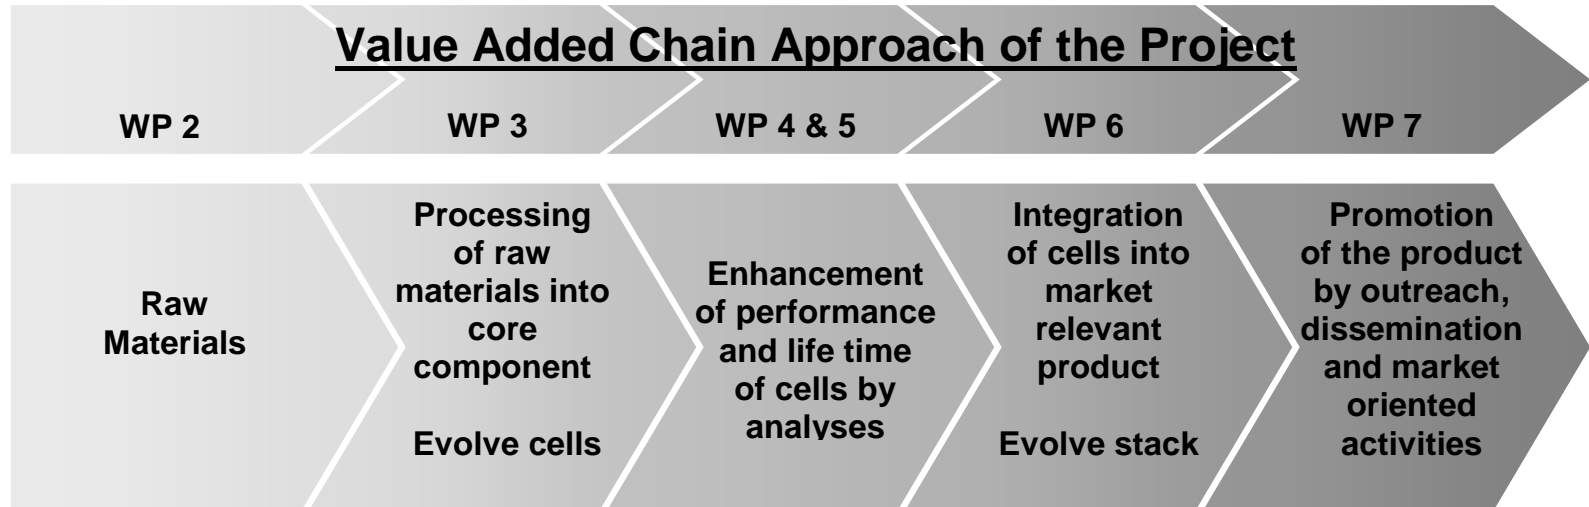 Value Added Chain Approach of the Project
WP 2
WP 3
WP 4 & 5
WP 6
WP 7
Raw
Materials
Processing
of raw
materials into
core
component
Evolve cells
Enhancement
of performance
and life time
of cells by
analyses
Integration
of cells into
market
relevant
product
Evolve stack
Promotion
of the product
by outreach,
dissemination
and market
oriented
activities